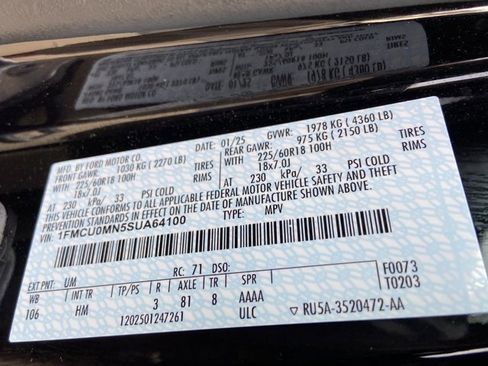 MFD. BY FORD MOTOR CO.
01/25 GVWR: 1978 KG ( 4360 LB)
FRONT GAWR: 1030 KG ( 2270 LB) REAR GAWR: 975 KG ( 2150 LB)
225/60R18 100H TIRES 225/60R18 100H TIRES
18x7.0J RIMS 18x7.0J RIMS
AT 230 kPa/ 33 PSI COLD AT 230 kPa/ 33 PSI COLD
THIS VEHICLE CONFORMS TO ALL APPLICABLE FEDERAL MOTOR VEHICLE SAFETY AND THEFT
PREVENTION STANDARDS IN EFFECT ON THE DATE OF MANUFACTURE SHOWN ABOVE.
VIN: 1FMCU0MN5SUA64100 TYPE: MPV
EXT PNT: UM RC: 71 DSO: F0073
WB INT TR TP/PS R AXLE TR SPR T0203
106 HM 3 81 8 AAAA
1202501247261 ULC RU5A-3520472-AA